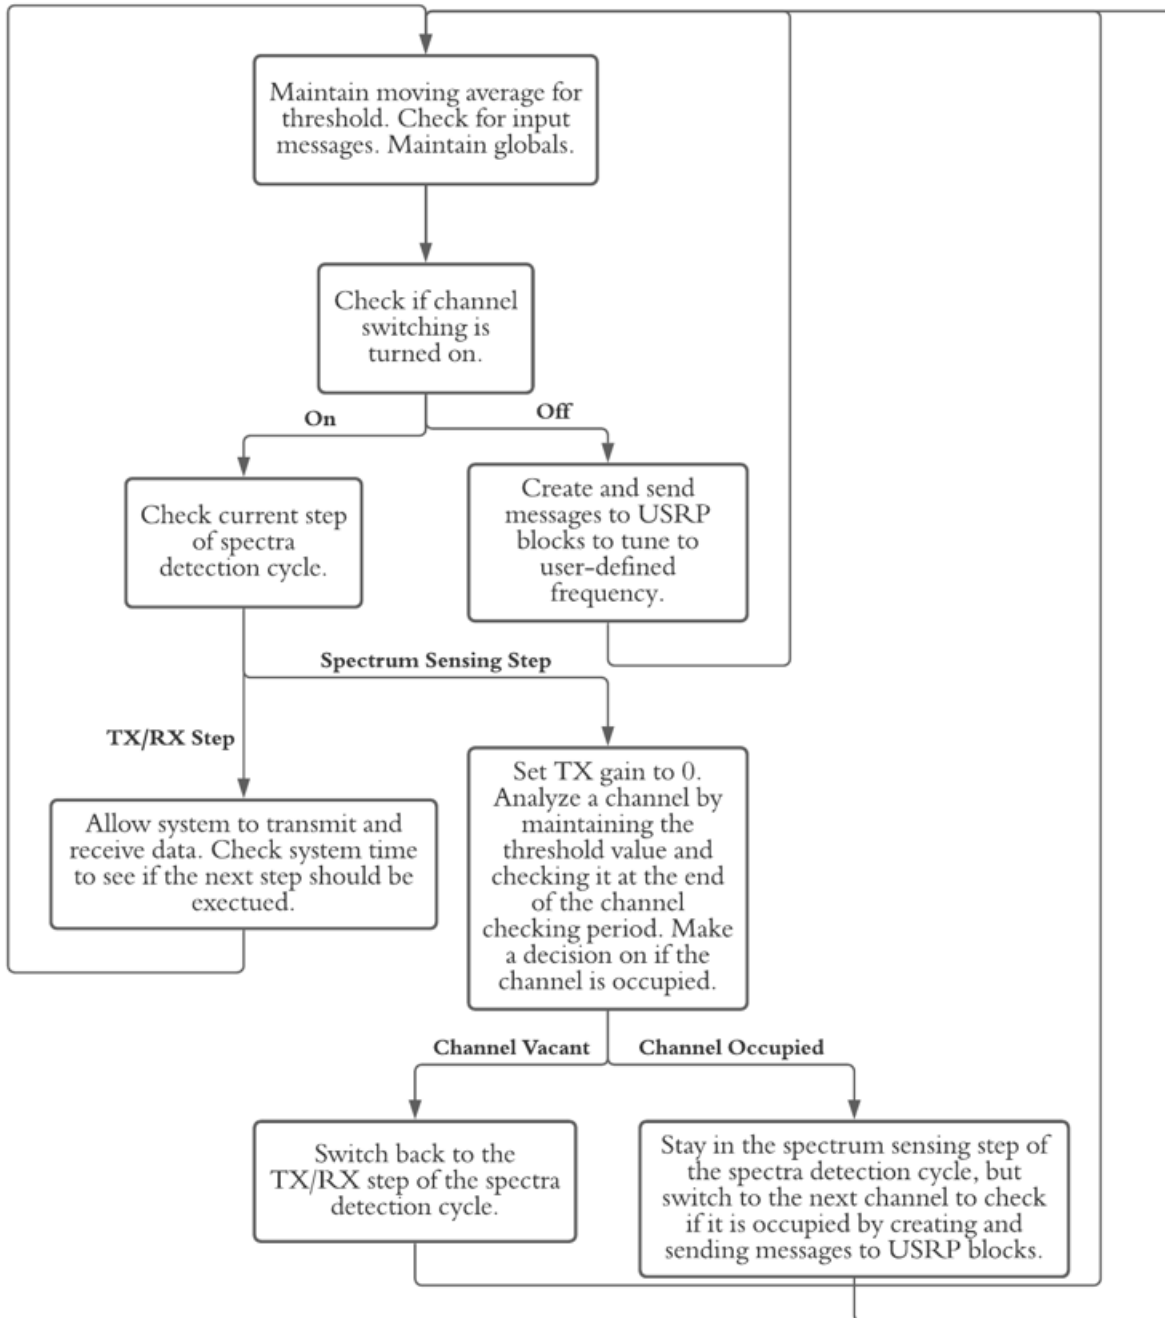 Maintain moving average for
threshold. Check for input
messages. Maintain globals.
Check if channel
switching is
turned on.
On
Off
Check current step
of spectra
detection cycle.
Create and send
messages to USRP
blocks to tune to
user-defined
frequency.
Spectrum Sensing Step
TX/RX Step
Allow system to transmit and
receive data. Check system time
to see if the next step should be
exectued.
Set TX gain to 0.
Analyze a channel by
maintaining the
threshold value and
checking it at the end
of the channel
checking period. Make
a decision on if the
channel is occupied.
Channel Vacant
Channel Occupied
Switch back to the
TX/RX step of the spectra
detection cycle.
Stay in the spectrum sensing step of
the spectra detection cycle, but
switch to the next channel to check
if it is occupied by creating and
sending messages to USRP blocks.